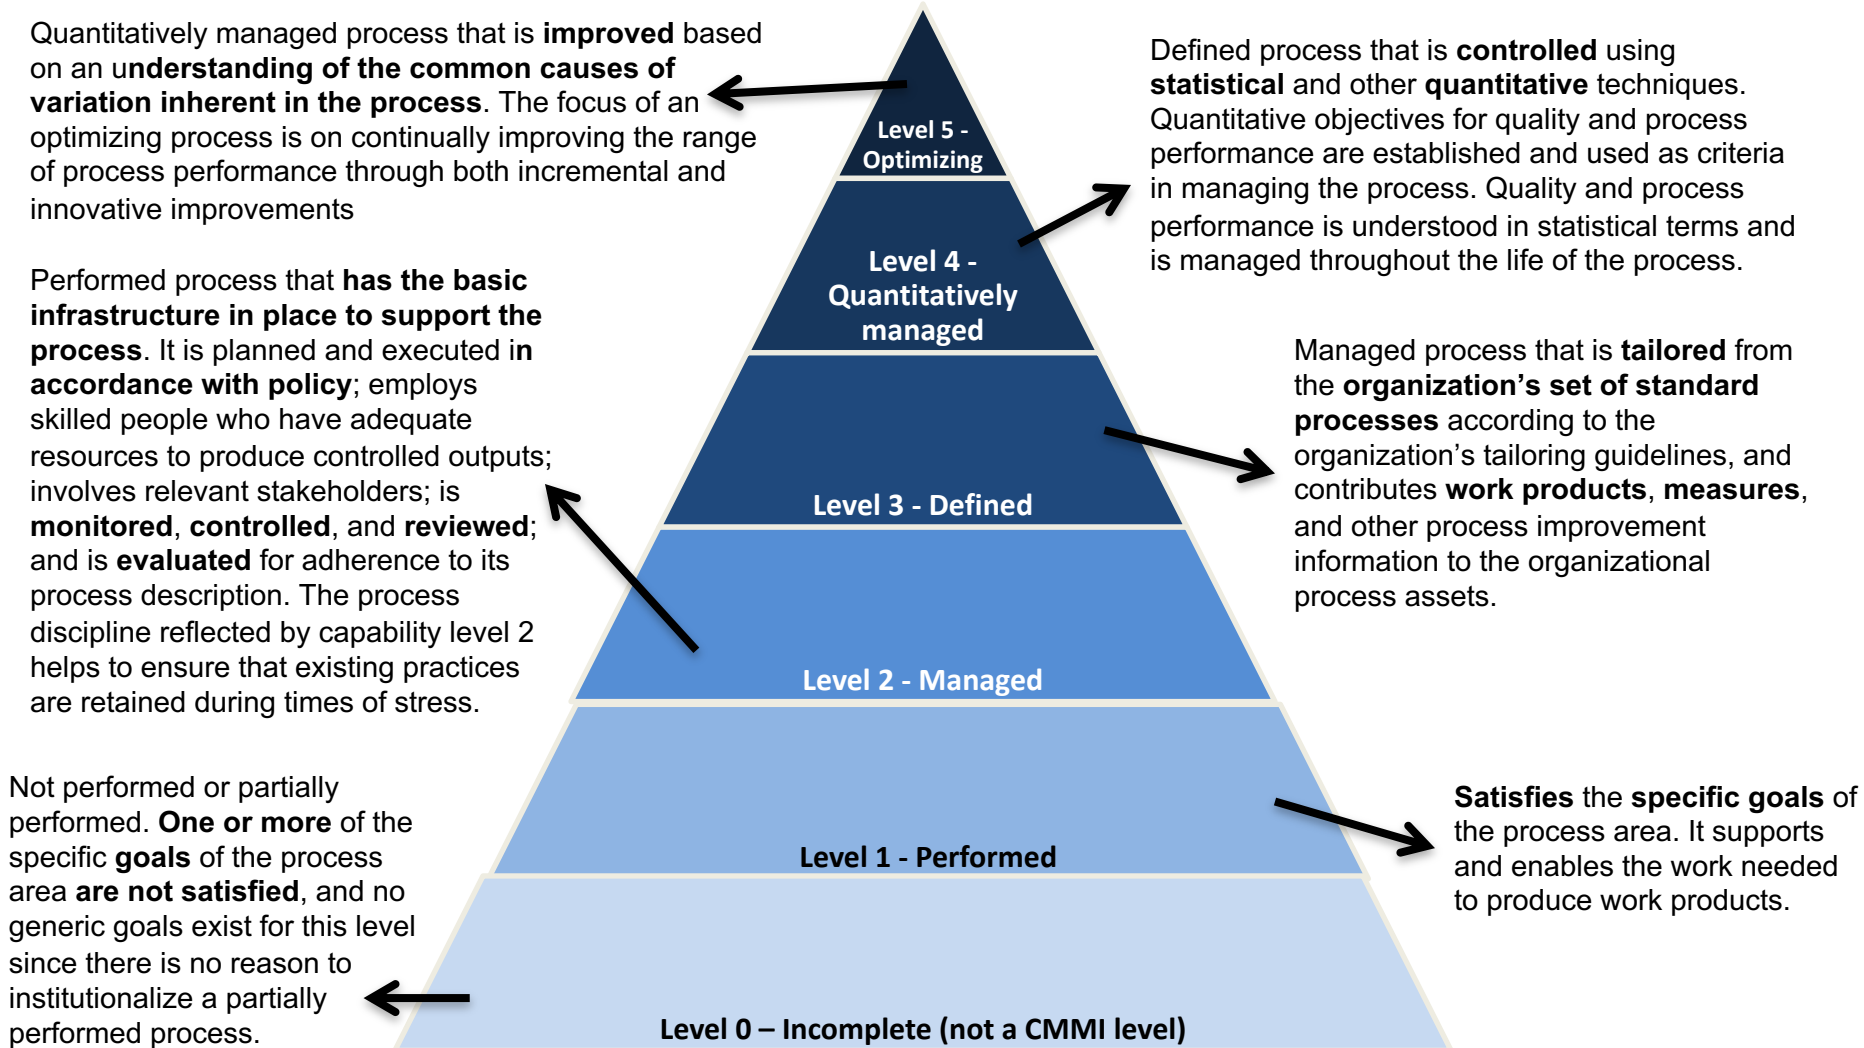 Quantitatively managed process that is improved based
on an understanding of the common causes of
variation inherent in the process. The focus of an
optimizing process is on continually improving the range
of process performance through both incremental and
innovative improvements
Defined process that is controlled using
statistical and other quantitative techniques.
Quantitative objectives for quality and process
performance are established and used as criteria
in managing the process. Quality and process
performance is understood in statistical terms and
is managed throughout the life of the process.
Level 5 -
Optimizing
Level 4 -
Quantitatively
managed
Performed process that has the basic
infrastructure in place to support the
process. It is planned and executed in
accordance with policy; employs
skilled people who have adequate
resources to produce controlled outputs;
involves relevant stakeholders; is
monitored, controlled, and reviewed;
and is evaluated for adherence to its
process description. The process
discipline reflected by capability level 2
helps to ensure that existing practices
are retained during times of stress.
Managed process that is tailored from
the organization's set of standard
processes according to the
organization's tailoring guidelines, and
contributes work products, measures,
and other process improvement
information to the organizational
process assets.
Level 3 - Defined
Level 2 - Managed
Not performed or partially
performed. One or more of the
specific goals of the process
area are not satisfied, and no
generic goals exist for this level
since there is no reason to
institutionalize a partially
performed process.
Satisfies the specific goals of
the process area. It supports
and enables the work needed
to produce work products.
Level 1 - Performed
Level 0 – Incomplete (not a CMMI level)